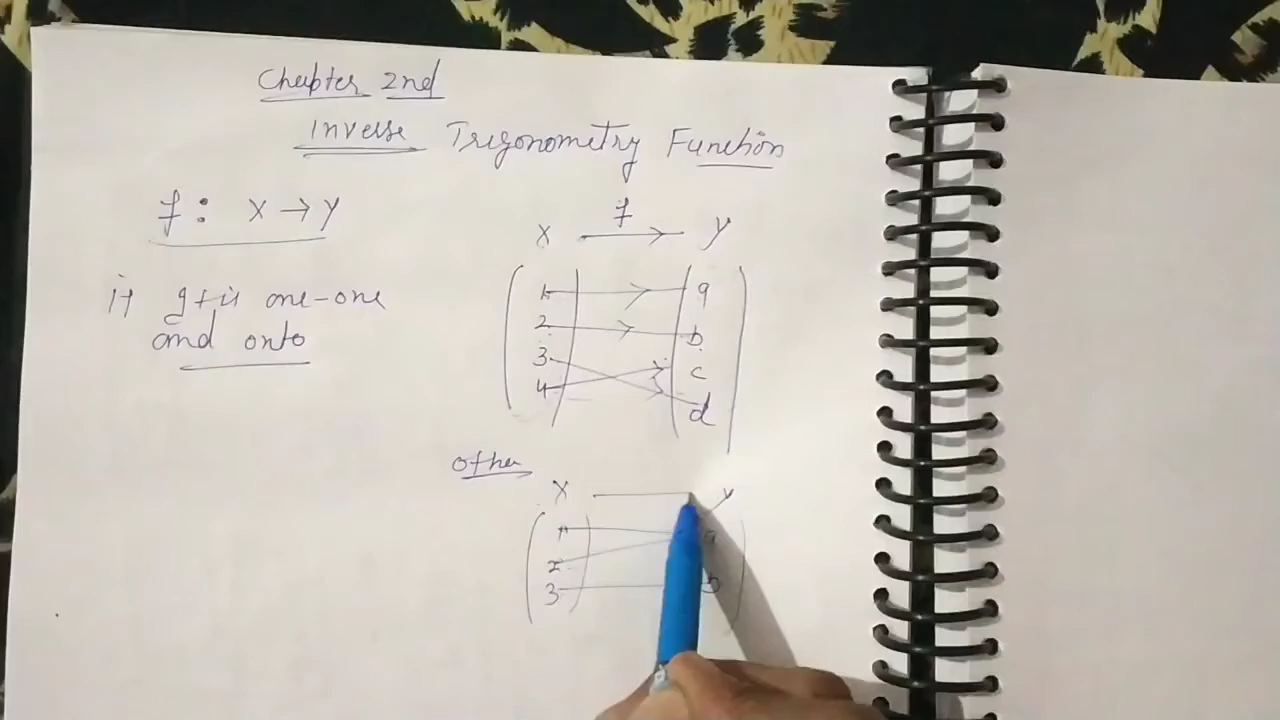 Chapter 2nd
Inverse Trigonometry Function
f : X → Y
if f is one-one
and onto
f
X → Y
1 a
2 b
3 c
4 d
Other
X Y
1 a
2
3 b